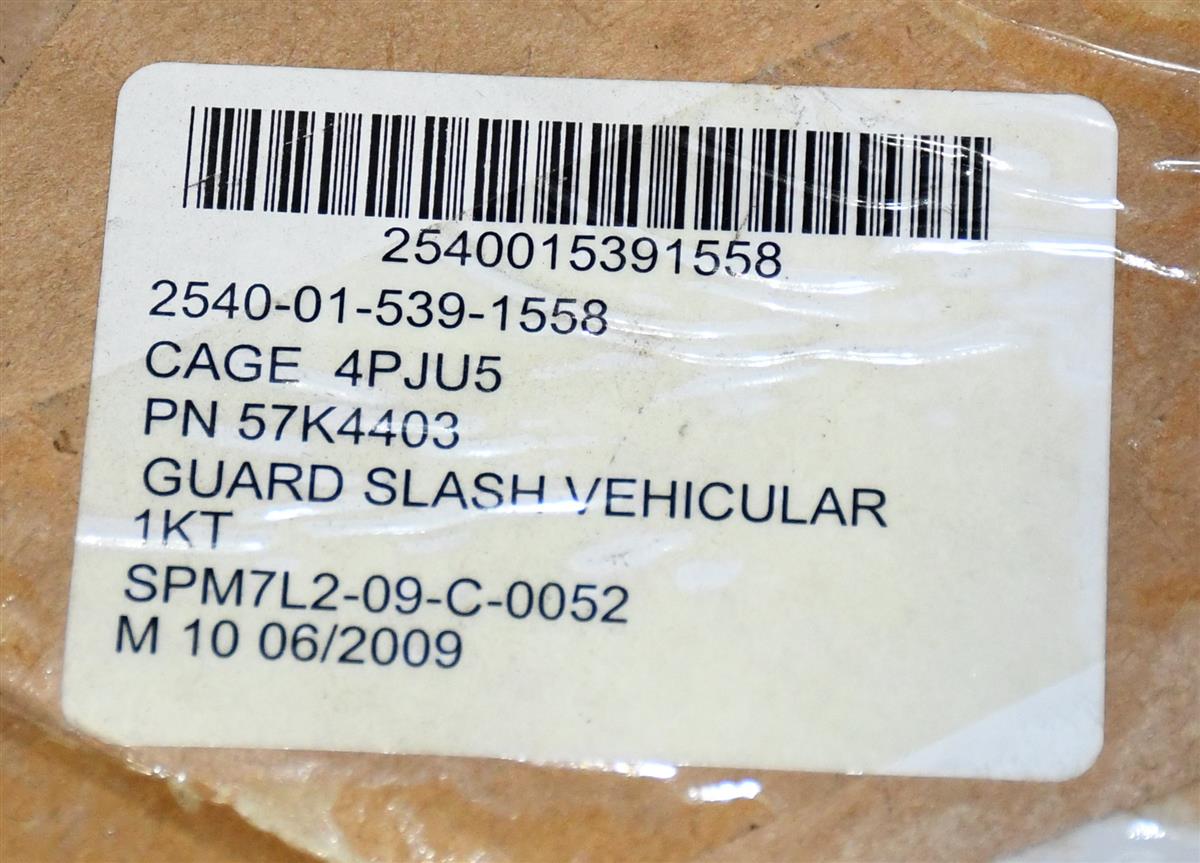 2540015391558
2540-01-539-1558
CAGE 4PJU5
PN 57K4403
GUARD SLASH VEHICULAR
1KT
SPM7L2-09-C-0052
M 10 06/2009